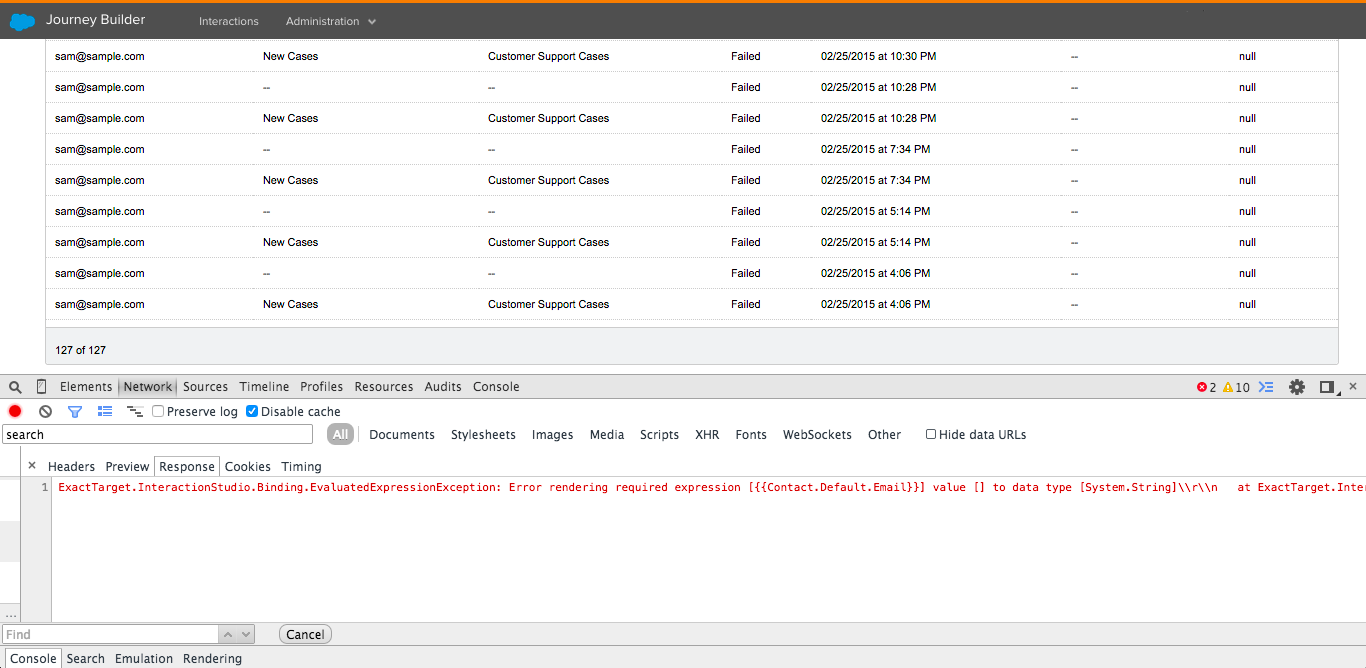 Journey Builder Interactions Administration
sam@sample.com New Cases Customer Support Cases Failed 02/25/2015 at 10:30 PM -- null
sam@sample.com -- -- Failed 02/25/2015 at 10:28 PM -- null
sam@sample.com New Cases Customer Support Cases Failed 02/25/2015 at 10:28 PM -- null
sam@sample.com -- -- Failed 02/25/2015 at 7:34 PM -- null
sam@sample.com New Cases Customer Support Cases Failed 02/25/2015 at 7:34 PM -- null
sam@sample.com -- -- Failed 02/25/2015 at 5:14 PM -- null
sam@sample.com New Cases Customer Support Cases Failed 02/25/2015 at 5:14 PM -- null
sam@sample.com -- -- Failed 02/25/2015 at 4:06 PM -- null
sam@sample.com New Cases Customer Support Cases Failed 02/25/2015 at 4:06 PM -- null
127 of 127
Elements Network Sources Timeline Profiles Resources Audits Console 2 10
Preserve log Disable cache
search All Documents Stylesheets Images Media Scripts XHR Fonts WebSockets Other Hide data URLs
× Headers Preview Response Cookies Timing
1 ExactTarget.InteractionStudio.Binding.EvaluatedExpressionException: Error rendering required expression [{{Contact.Default.Email}}] value [] to data type [System.String]\\r\\n at ExactTarget.Inter
...
Find Cancel
Console Search Emulation Rendering